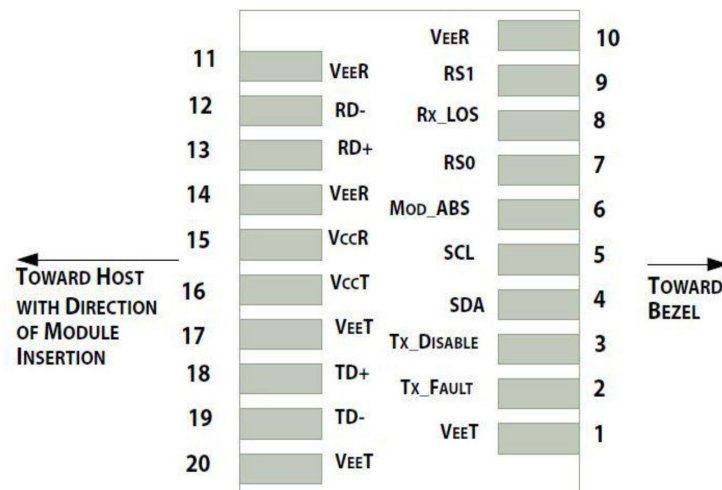 VEER 10
11 VEER
RS1 9
12 RD-
RX_LOS 8
13 RD+
RS0 7
14 VEER
MOD_ABS 6
15 VCCR
SCL 5
TOWARD HOST
WITH DIRECTION
OF MODULE
INSERTION
TOWARD
BEZEL
16 VCCT
SDA 4
17 VEET
TX_DISABLE 3
18 TD+
TX_FAULT 2
19 TD-
VEET 1
20 VEET